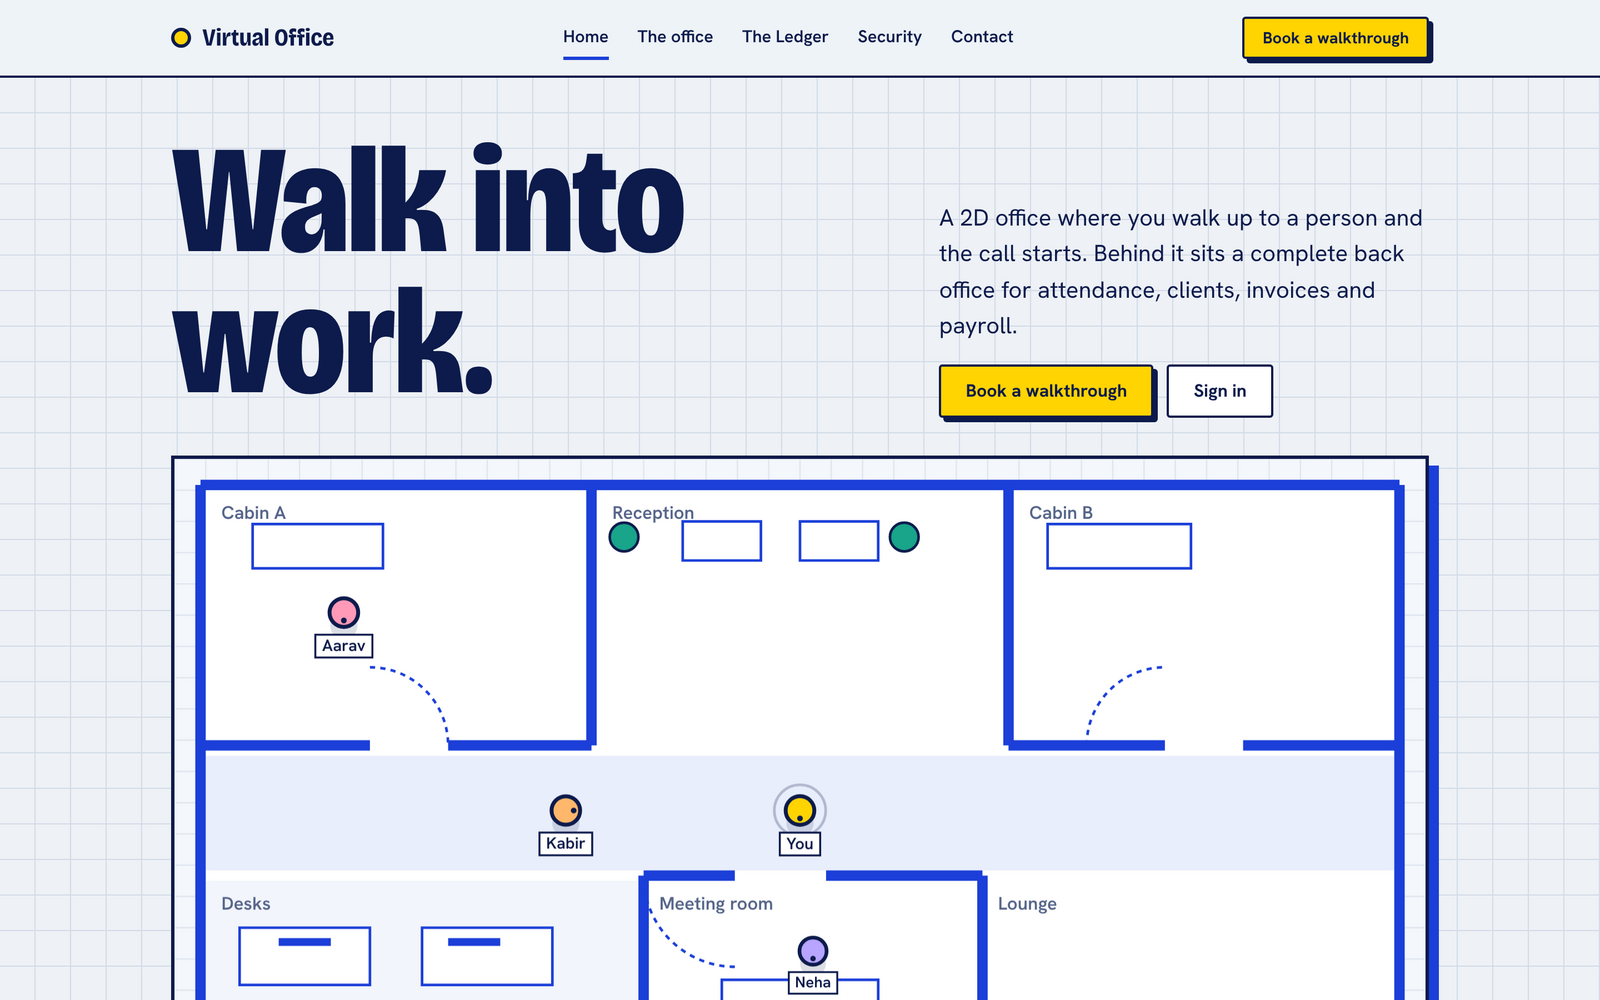 Virtual Office
Home
The office
The Ledger
Security
Contact
Book a walkthrough
Walk into
work.
A 2D office where you walk up to a person and
the call starts. Behind it sits a complete back
office for attendance, clients, invoices and
payroll.
Book a walkthrough
Sign in
Cabin A
Reception
Cabin B
Aarav
Kabir
You
Desks
Meeting room
Lounge
Neha